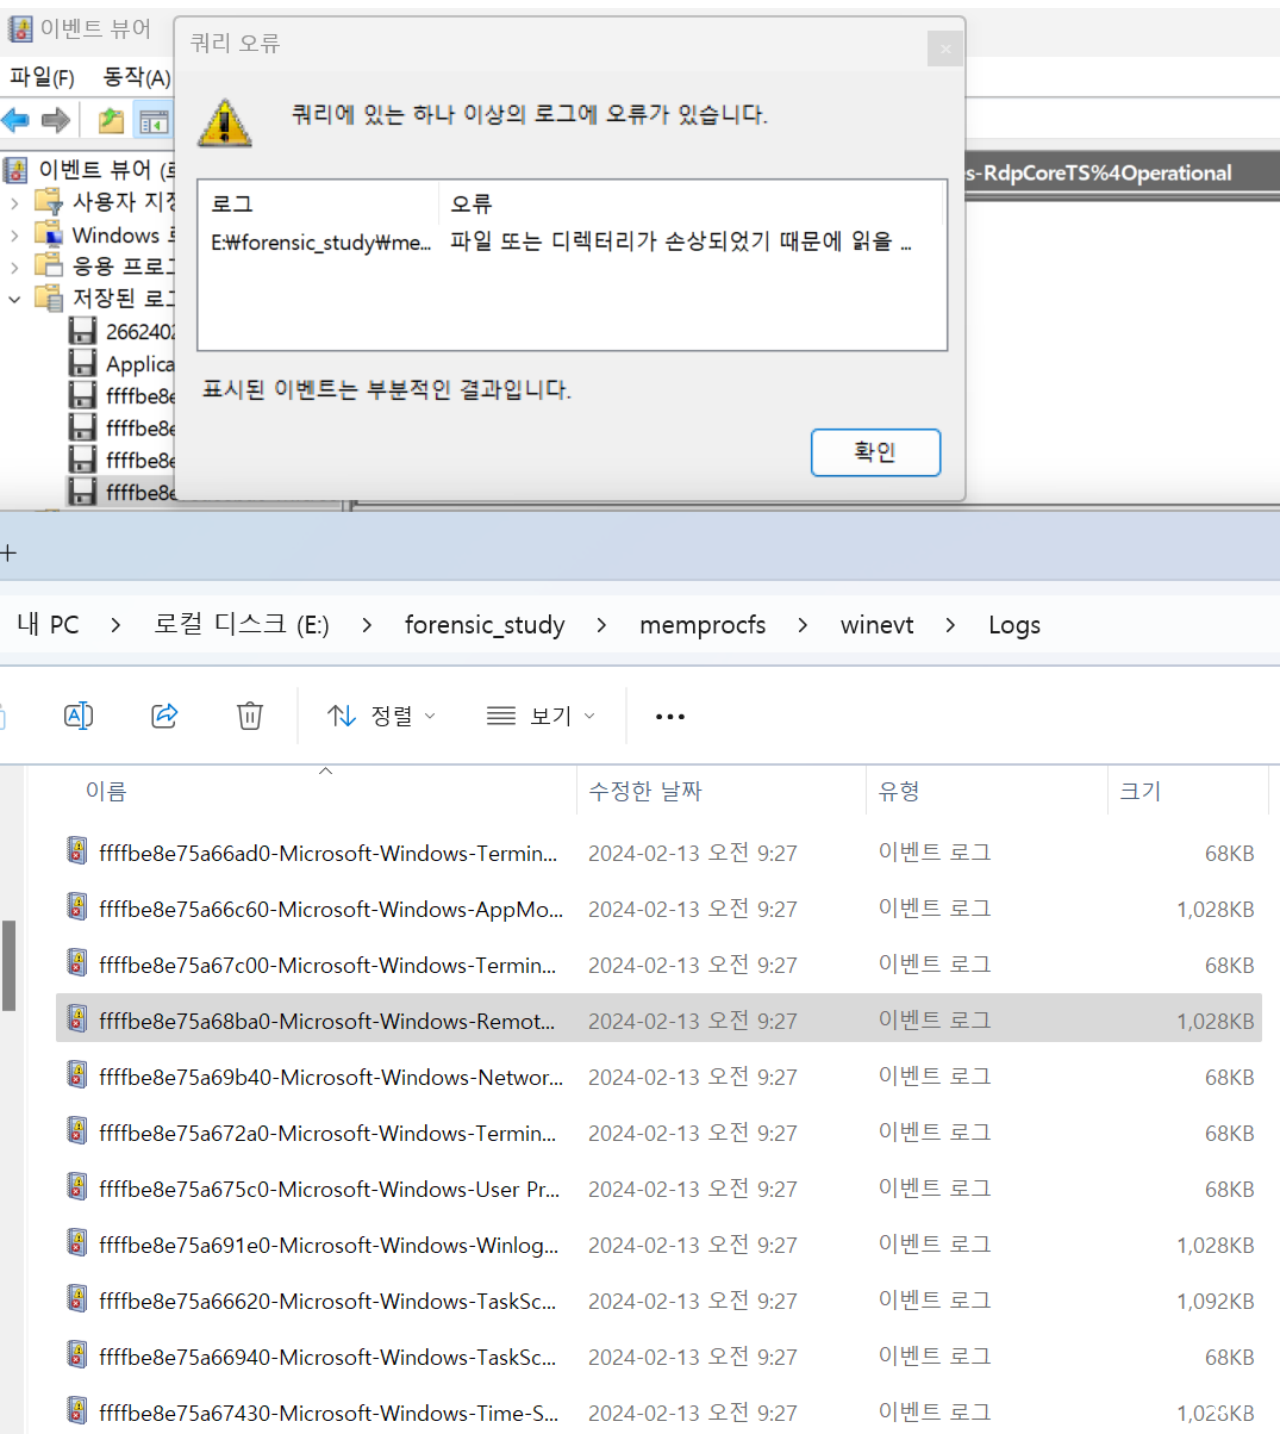 이벤트 뷰어
쿼리 오류
파일(F) 동작(A)
쿼리에 있는 하나 이상의 로그에 오류가 있습니다.
이벤트 뷰어
s-RdpCoreTS%4Operational
사용자
로그 오류
Windows
E:₩forensic_study₩me... 파일 또는 디렉터리가 손상되었기 때문에 읽을 ...
응용
저장된
266240
Applica
ffffbe8e
표시된 이벤트는 부분적인 결과입니다.
ffffbe8e
ffffbe8e
확인
ffffbe8e
내 PC > 로컬 디스크 (E:) > forensic_study > memprocfs > winevt > Logs
정렬 보기 •••
이름 수정한 날짜 유형 크기
ffffbe8e75a66ad0-Microsoft-Windows-Termin... 2024-02-13 오전 9:27 이벤트 로그 68KB
ffffbe8e75a66c60-Microsoft-Windows-AppMo... 2024-02-13 오전 9:27 이벤트 로그 1,028KB
ffffbe8e75a67c00-Microsoft-Windows-Termin... 2024-02-13 오전 9:27 이벤트 로그 68KB
ffffbe8e75a68ba0-Microsoft-Windows-Remot... 2024-02-13 오전 9:27 이벤트 로그 1,028KB
ffffbe8e75a69b40-Microsoft-Windows-Networ... 2024-02-13 오전 9:27 이벤트 로그 68KB
ffffbe8e75a672a0-Microsoft-Windows-Termin... 2024-02-13 오전 9:27 이벤트 로그 68KB
ffffbe8e75a675c0-Microsoft-Windows-User Pr... 2024-02-13 오전 9:27 이벤트 로그 68KB
ffffbe8e75a691e0-Microsoft-Windows-Winlog... 2024-02-13 오전 9:27 이벤트 로그 1,028KB
ffffbe8e75a66620-Microsoft-Windows-TaskSc... 2024-02-13 오전 9:27 이벤트 로그 1,092KB
ffffbe8e75a66940-Microsoft-Windows-TaskSc... 2024-02-13 오전 9:27 이벤트 로그 68KB
ffffbe8e75a67430-Microsoft-Windows-Time-S... 2024-02-13 오전 9:27 이벤트 로그 1,028KB